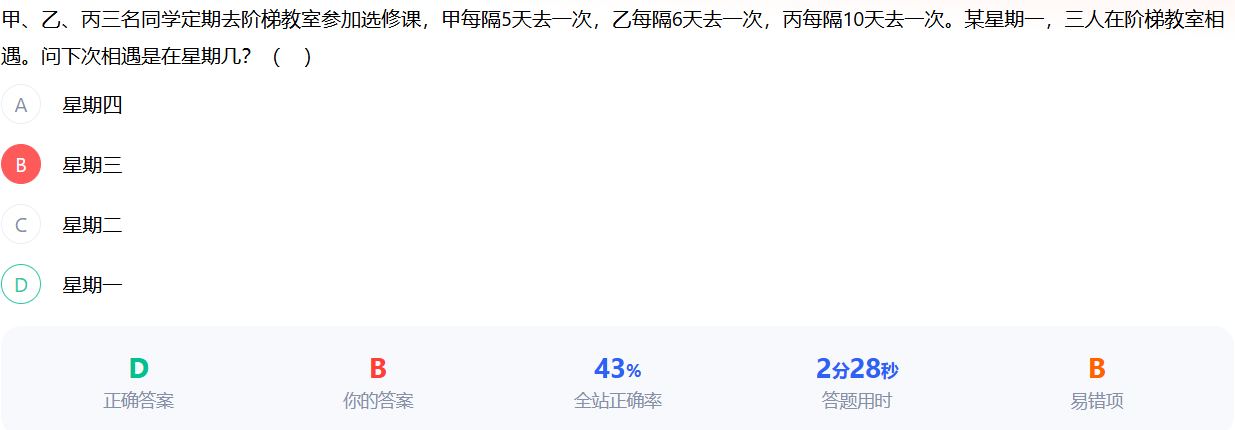 甲、乙、丙三名同学定期去阶梯教室参加选修课，甲每隔5天去一次，乙每隔6天去一次，丙每隔10天去一次。某星期一，三人在阶梯教室相
遇。问下次相遇是在星期几？（　）
A 星期四
B 星期三
C 星期二
D 星期一
D B 43% 2分28秒 B
正确答案 你的答案 全站正确率 答题用时 易错项